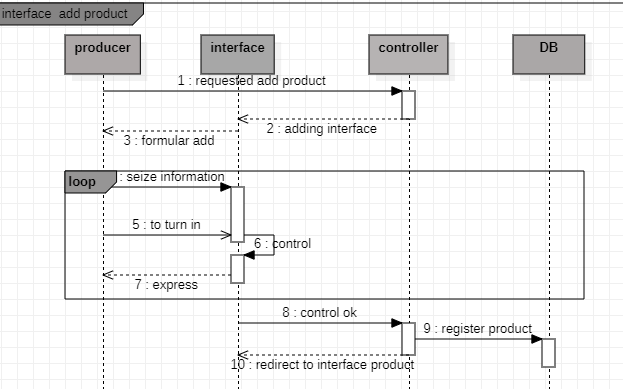 interface add product
producer
interface
controller
DB
1 : requested add product
2 : adding interface
3 : formular add
loop
: seize information
5 : to turn in
6 : control
7 : express
8 : control ok
9 : register product
10 : redirect to interface product